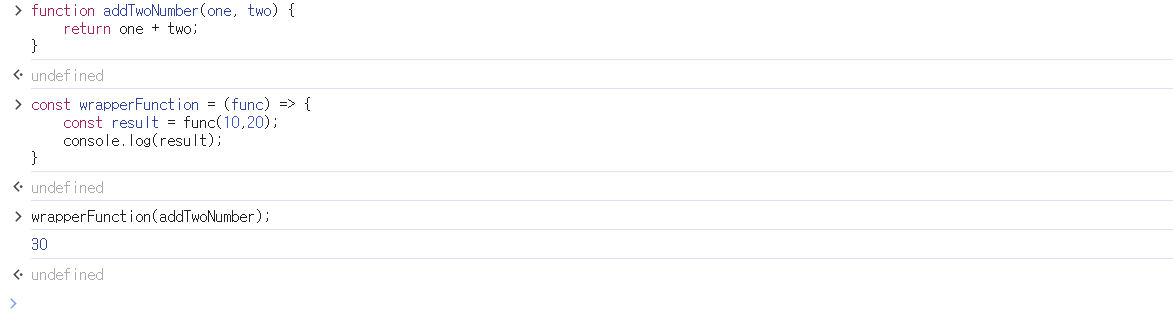 function addTwoNumber(one, two) {
    return one + two;
}
undefined
const wrapperFunction = (func) => {
    const result = func(10,20);
    console.log(result);
}
undefined
wrapperFunction(addTwoNumber);
30
undefined